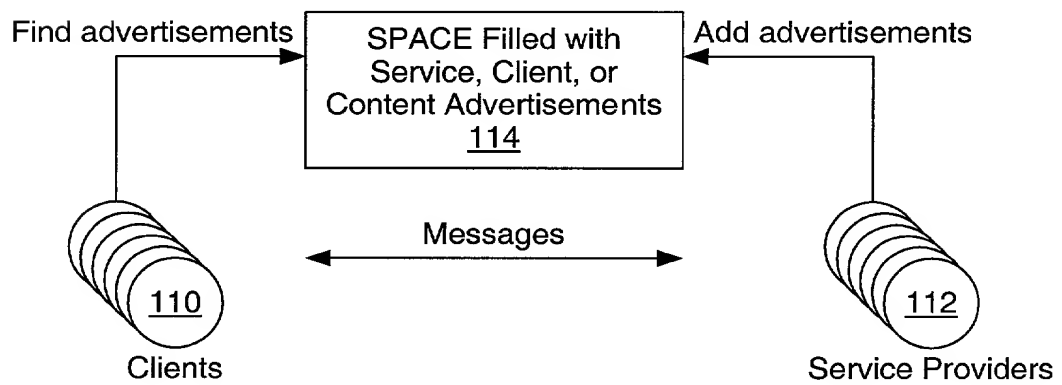 Find advertisements
SPACE Filled with
Service, Client, or
Content Advertisements
114
Add advertisements
Messages
110
Clients
112
Service Providers